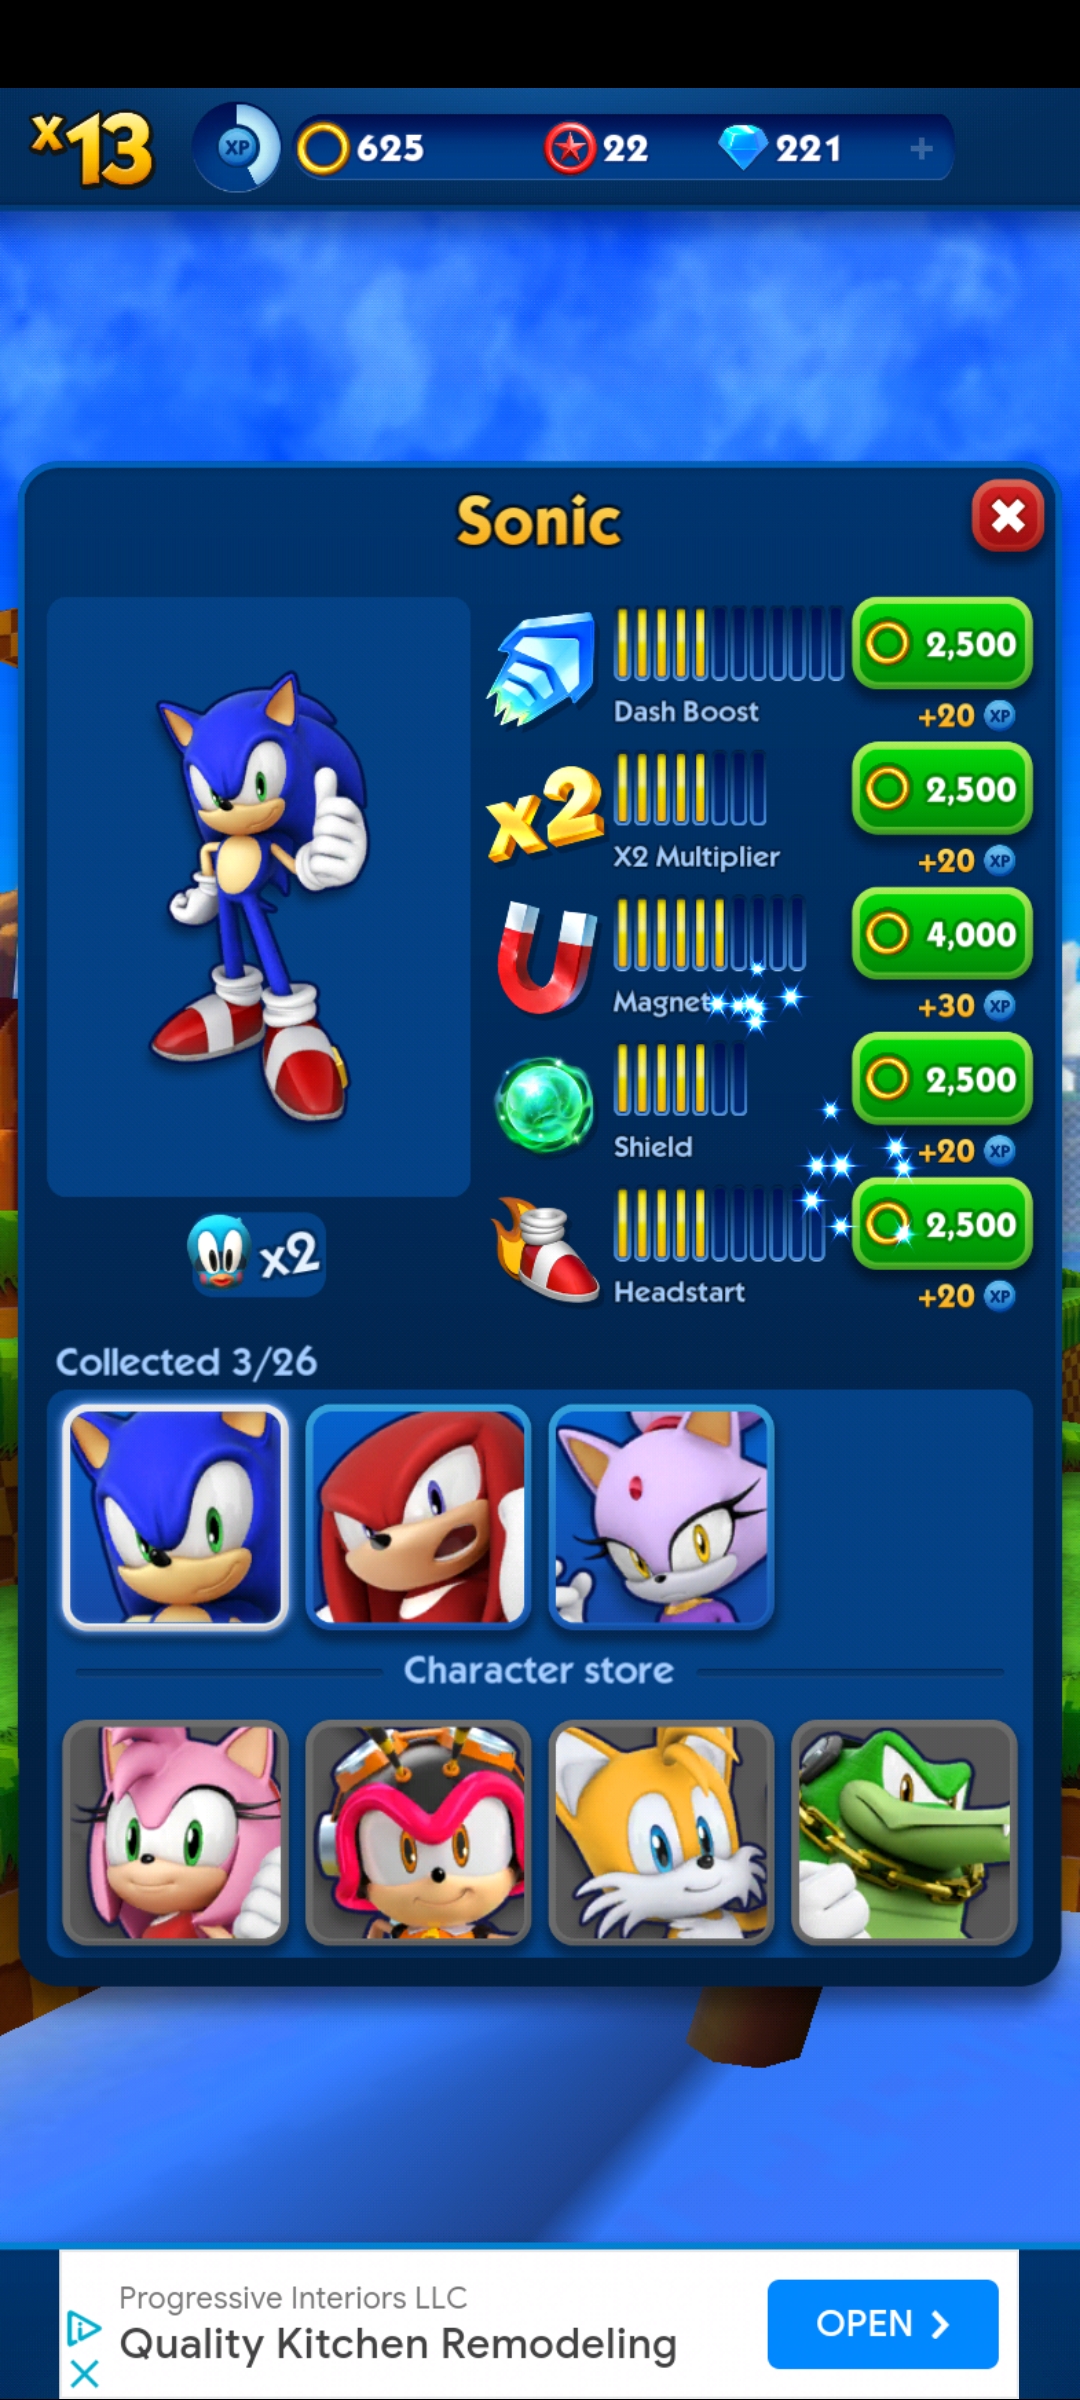 x13
XP
625
22
221
+
Sonic
2,500
Dash Boost
+20 XP
x2
2,500
X2 Multiplier
+20 XP
4,000
Magnet
+30 XP
2,500
Shield
+20 XP
x2
2,500
Headstart
+20 XP
Collected 3/26
Character store
Progressive Interiors LLC
Quality Kitchen Remodeling
OPEN